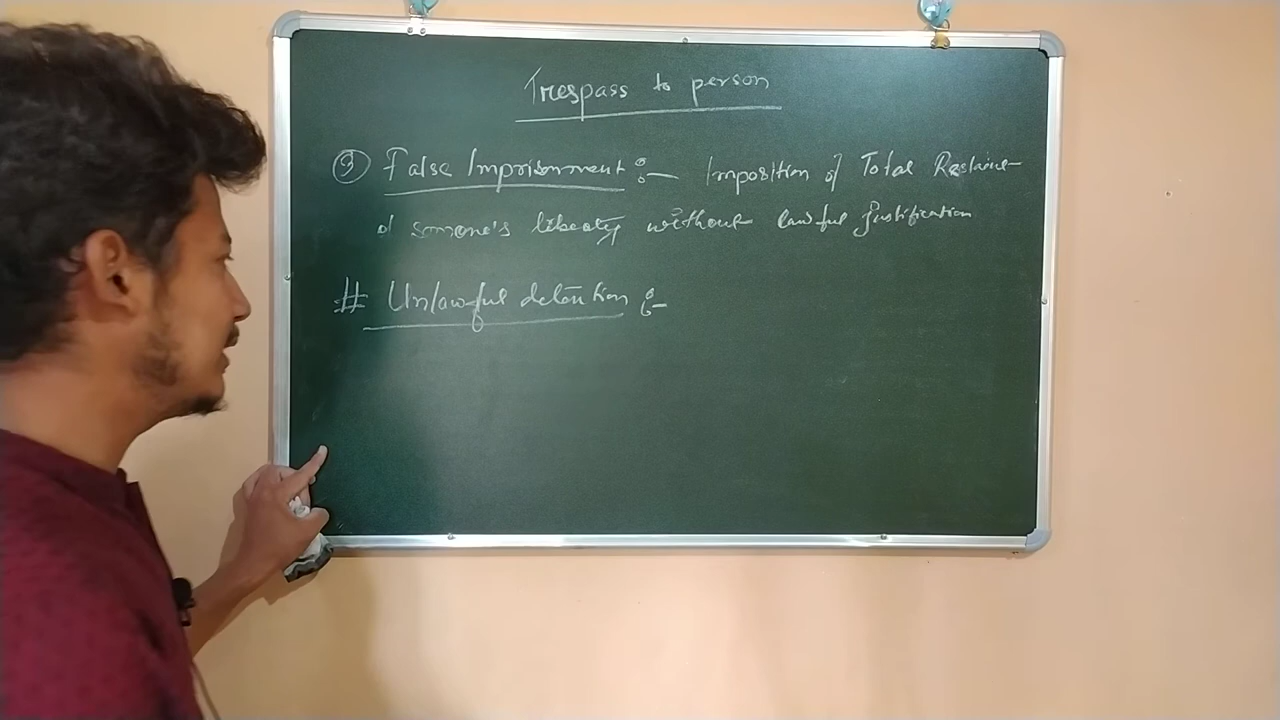 Trespass to person
③ False Imprisonment :— Imposition of Total Restraint
of someone's liberty without lawful justification
# Unlawful detention :–